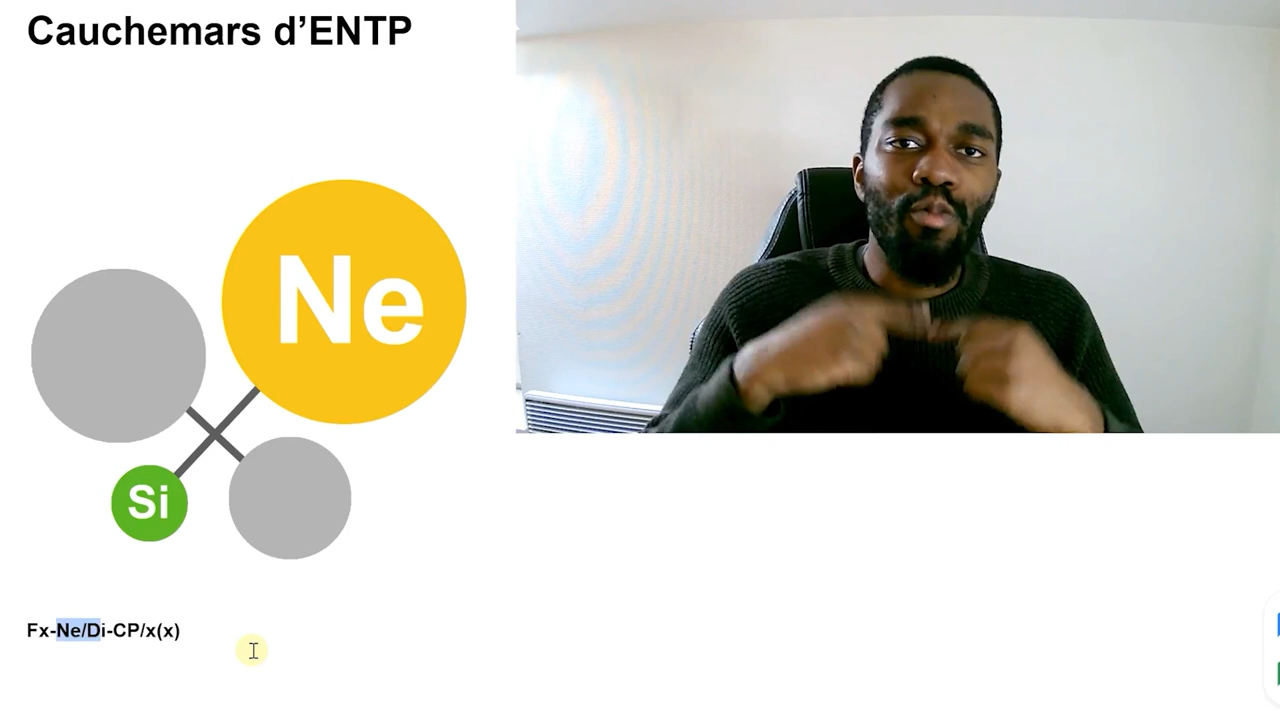 Cauchemars d’ENTP
Ne
Si
Fx-Ne/Di-CP/x(x)